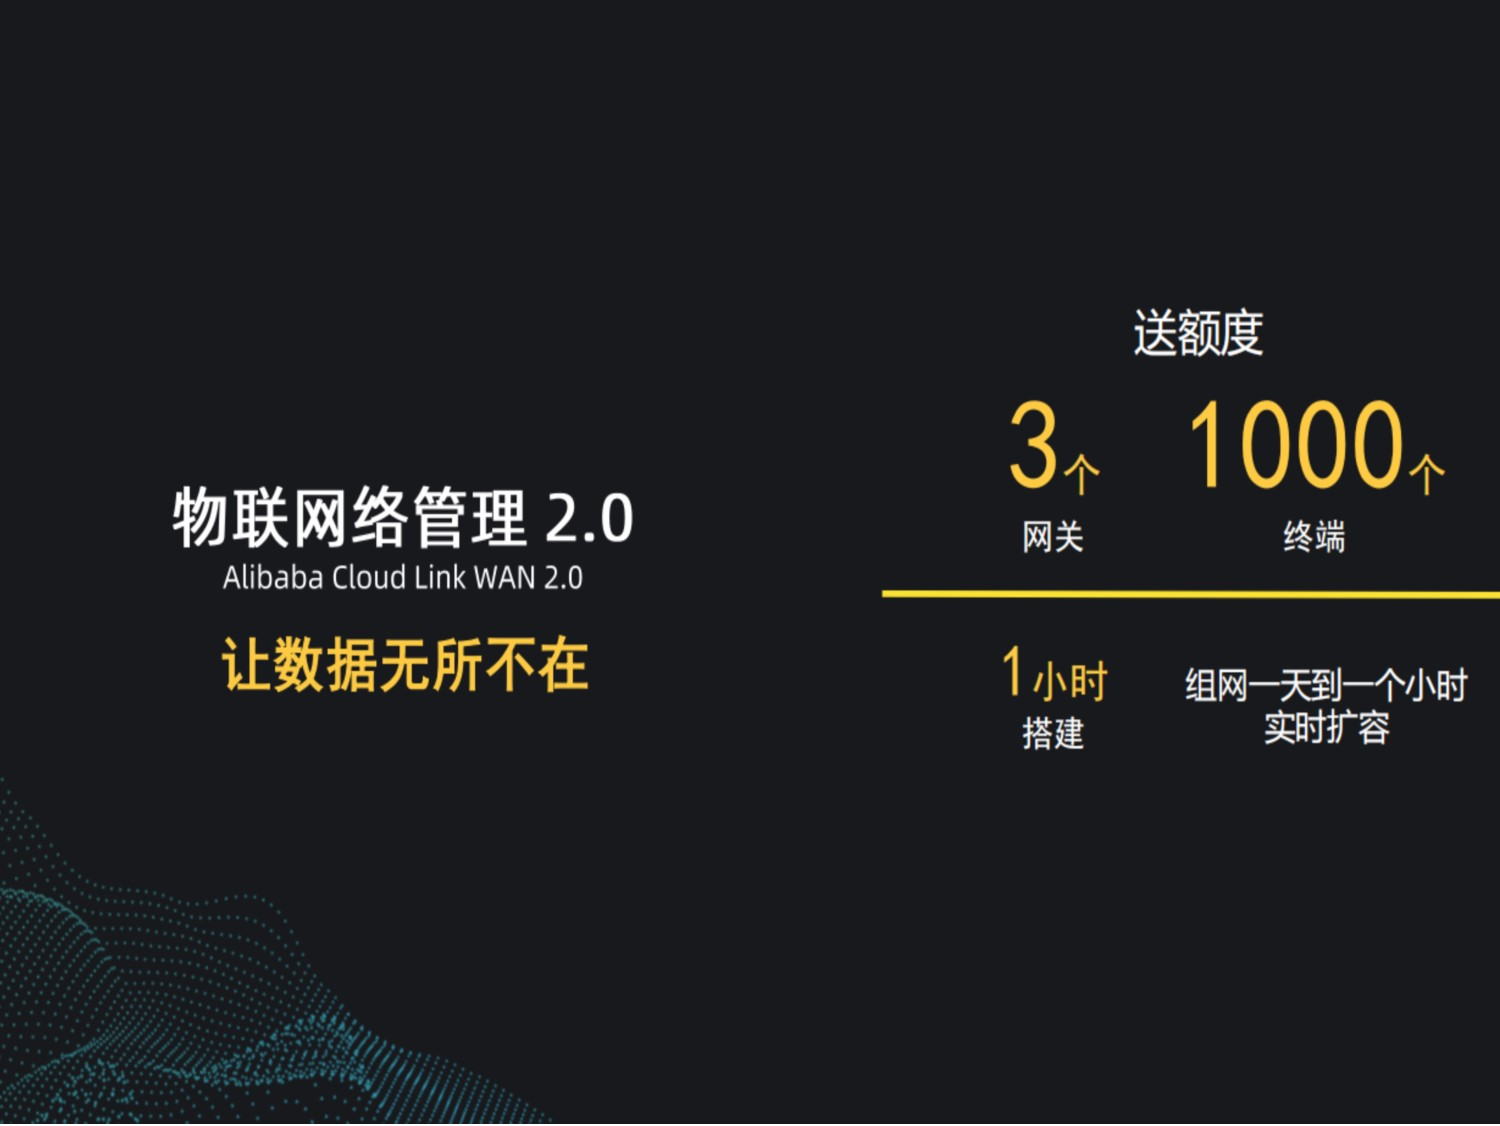 物联网络管理 2.0
Alibaba Cloud Link WAN 2.0
让数据无所不在
送额度
3个 1000个
网关 终端
1小时
搭建
组网一天到一个小时
实时扩容